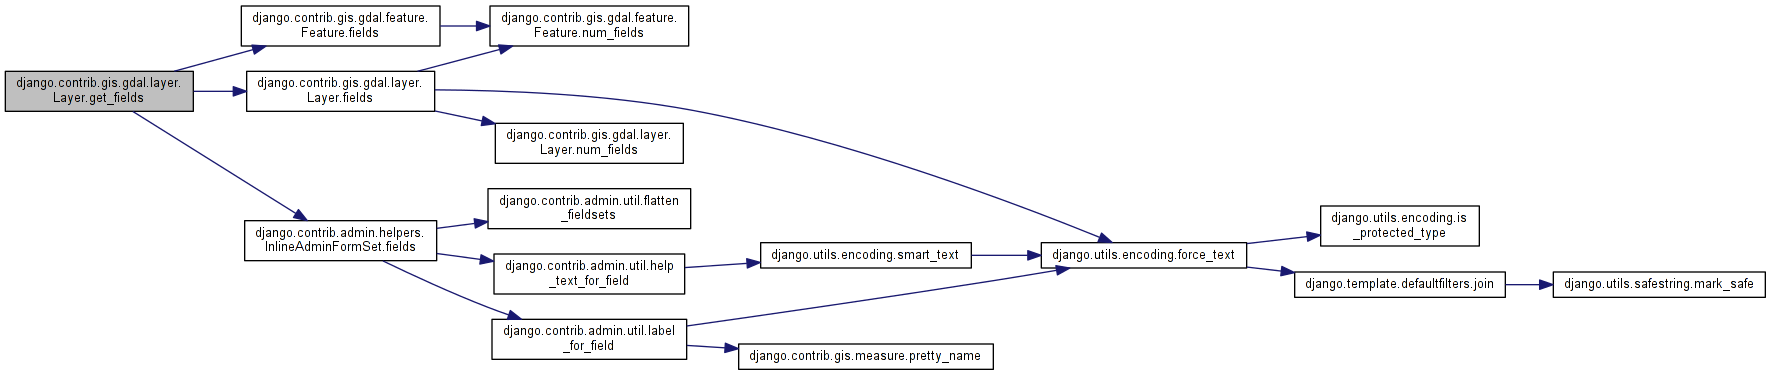 django.contrib.gis.gdal.feature.
Feature.fields
django.contrib.gis.gdal.feature.
Feature.num_fields
django.contrib.gis.gdal.layer.
Layer.get_fields
django.contrib.gis.gdal.layer.
Layer.fields
django.contrib.gis.gdal.layer.
Layer.num_fields
django.contrib.admin.helpers.
InlineAdminFormSet.fields
django.contrib.admin.util.flatten
_fieldsets
django.contrib.admin.util.help
_text_for_field
django.contrib.admin.util.label
_for_field
django.utils.encoding.smart_text
django.contrib.gis.measure.pretty_name
django.utils.encoding.force_text
django.utils.encoding.is
_protected_type
django.template.defaultfilters.join
django.utils.safestring.mark_safe